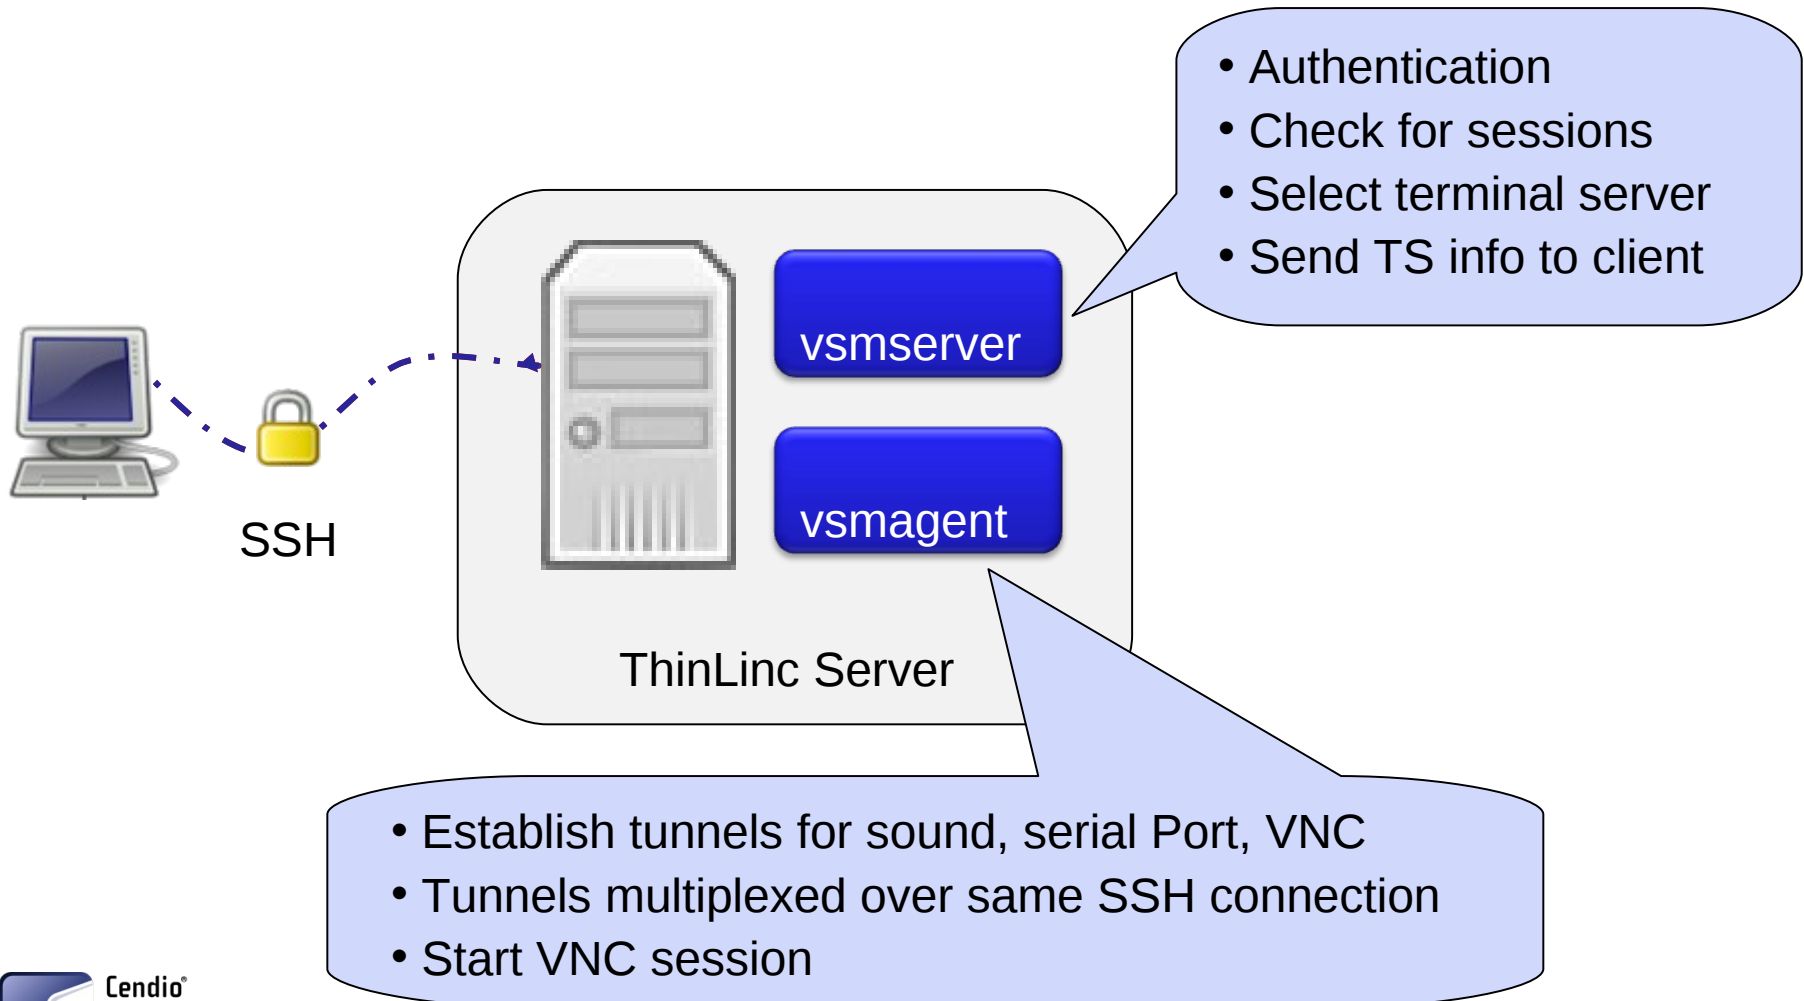 • Authentication
• Check for sessions
• Select terminal server
• Send TS info to client
vsmserver
vsmagent
SSH
ThinLinc Server
• Establish tunnels for sound, serial Port, VNC
• Tunnels multiplexed over same SSH connection
• Start VNC session
Cendio®